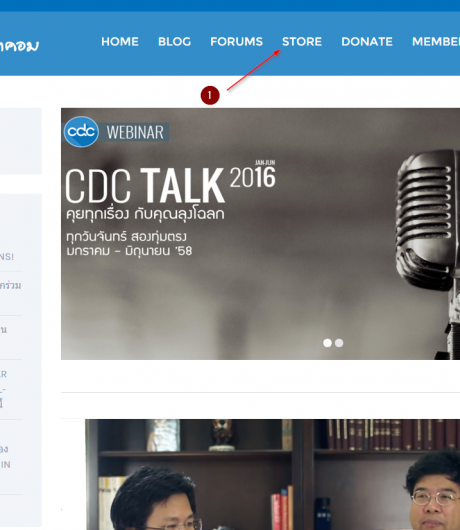 HOME BLOG FORUMS STORE DONATE MEMBE
1
cdc WEBINAR
CDC TALK 2016
JAN-JUN
คุยทุกเรื่อง กับคุณลุงโฉลก
ทุกวันจันทร์ สองทุ่มตรง
มกราคม - มิถุนายน '58
NS!
กร่วม
น
R
อง
IN